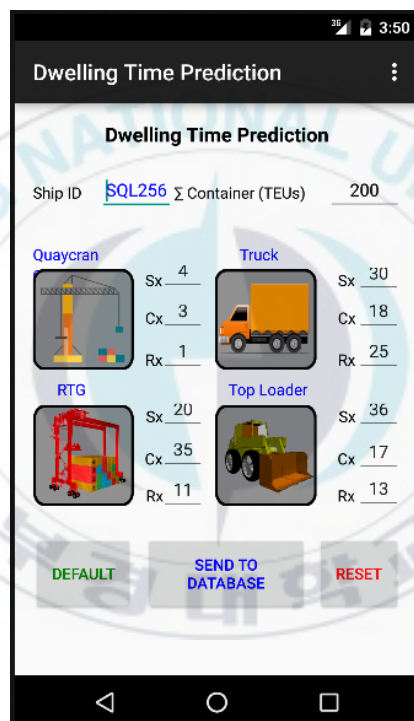 3G 3:50
Dwelling Time Prediction
Dwelling Time Prediction
Ship ID SQL256 Σ Container (TEUs) 200
Quaycran
Sx 4
Cx 3
Rx 1
Truck
Sx 30
Cx 18
Rx 25
RTG
Sx 20
Cx 35
Rx 11
Top Loader
Sx 36
Cx 17
Rx 13
DEFAULT
SEND TO
DATABASE
RESET
NATIONAL U